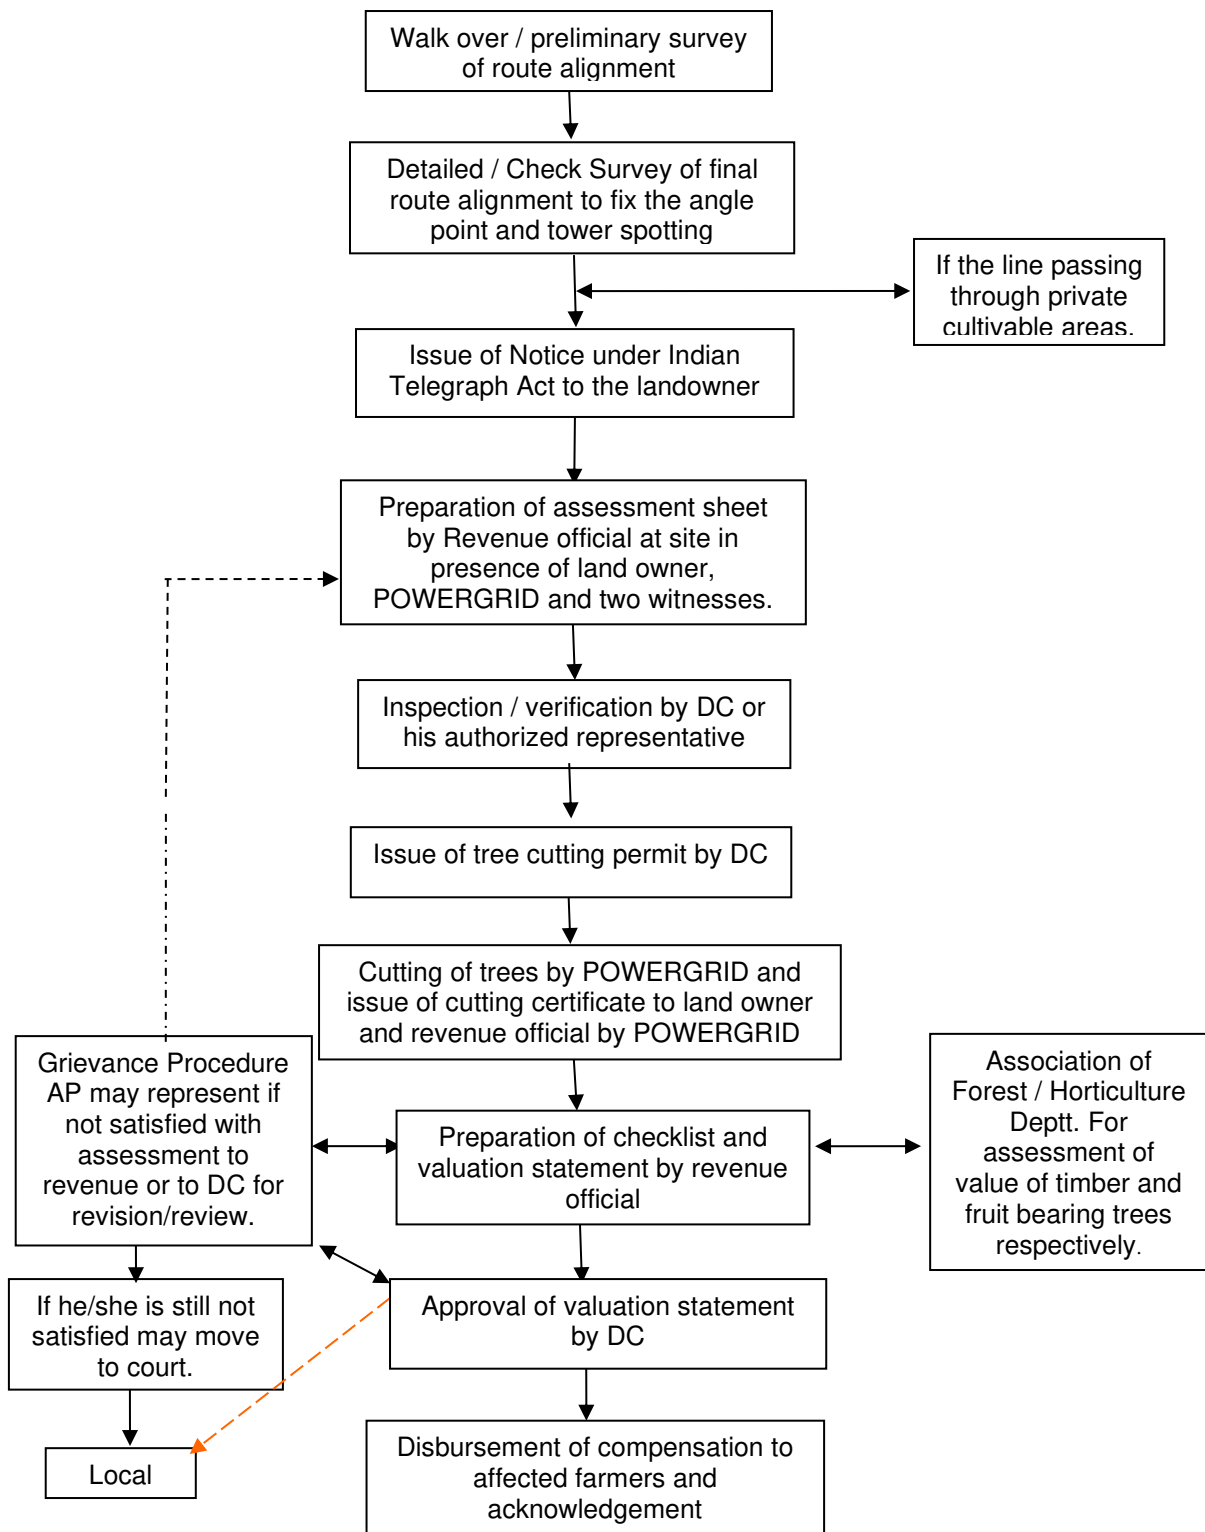 Walk over / preliminary survey
of route alignment
Detailed / Check Survey of final
route alignment to fix the angle
point and tower spotting
If the line passing
through private
cultivable areas.
Issue of Notice under Indian
Telegraph Act to the landowner
Preparation of assessment sheet
by Revenue official at site in
presence of land owner,
POWERGRID and two witnesses.
Inspection / verification by DC or
his authorized representative
Issue of tree cutting permit by DC
Cutting of trees by POWERGRID and
issue of cutting certificate to land owner
and revenue official by POWERGRID
Grievance Procedure
AP may represent if
not satisfied with
assessment to
revenue or to DC for
revision/review.
Preparation of checklist and
valuation statement by revenue
official
Association of
Forest / Horticulture
Deptt. For
assessment of
value of timber and
fruit bearing trees
respectively.
If he/she is still not
satisfied may move
to court.
Approval of valuation statement
by DC
Local
Disbursement of compensation to
affected farmers and
acknowledgement